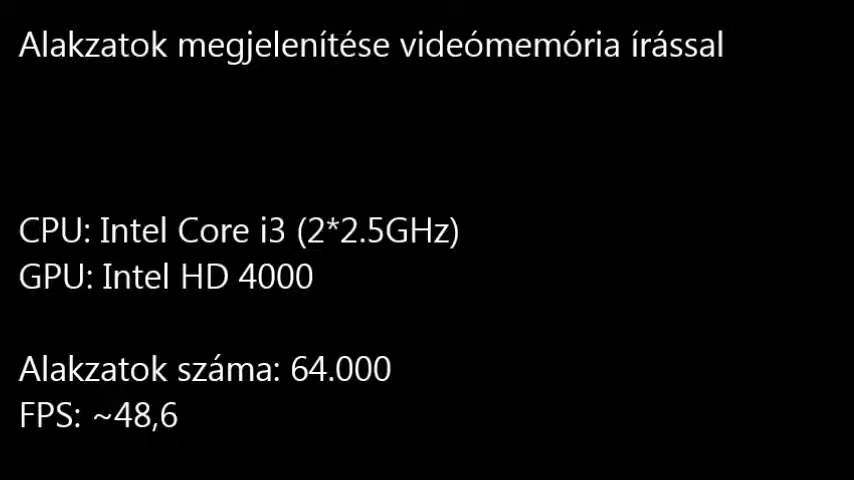 Alakzatok megjelenítése videómemória írással
CPU: Intel Core i3 (2*2.5GHz)
GPU: Intel HD 4000
Alakzatok száma: 64.000
FPS: ~48,6